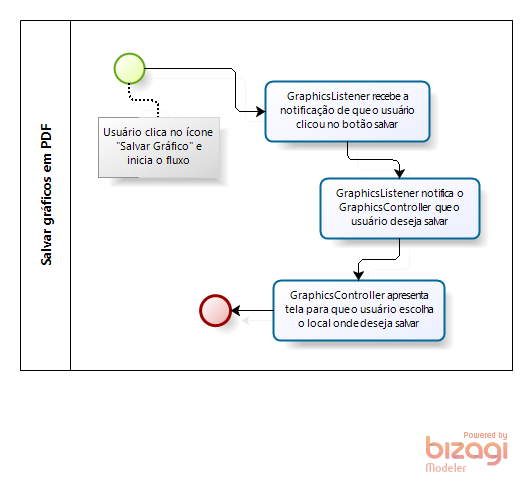 Salvar gráficos em PDF
Usuário clica no ícone
"Salvar Gráfico" e
inicia o fluxo
GraphicsListener recebe a
notificação de que o usuário
clicou no botão salvar
GraphicsListener notifica o
GraphicsController que o
usuário deseja salvar
GraphicsController apresenta
tela para que o usuário escolha
o local onde deseja salvar
Powered by
bizagi
Modeler